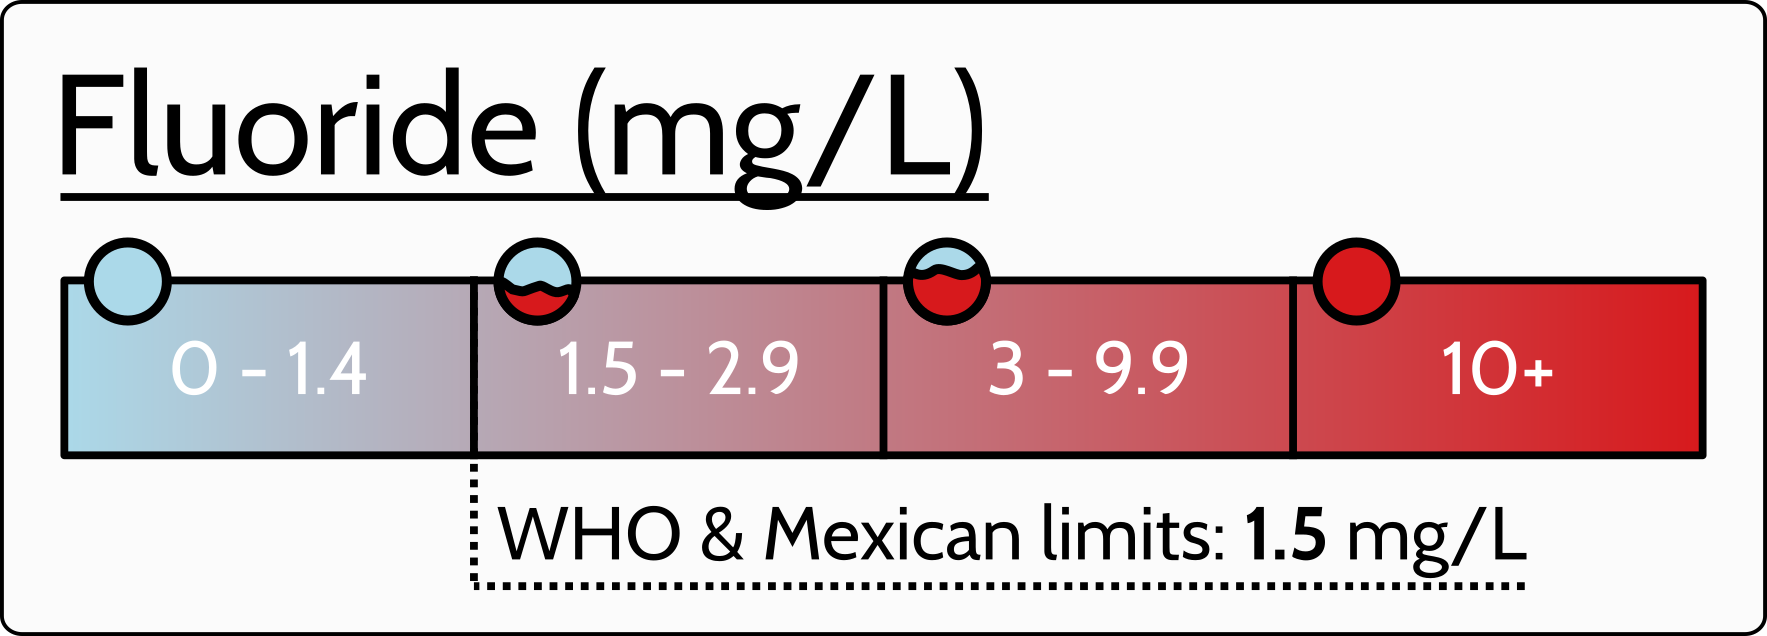 Fluoride (mg/L)
0 - 1.4 1.5 - 2.9 3 - 9.9 10+
WHO & Mexican limits: 1.5 mg/L